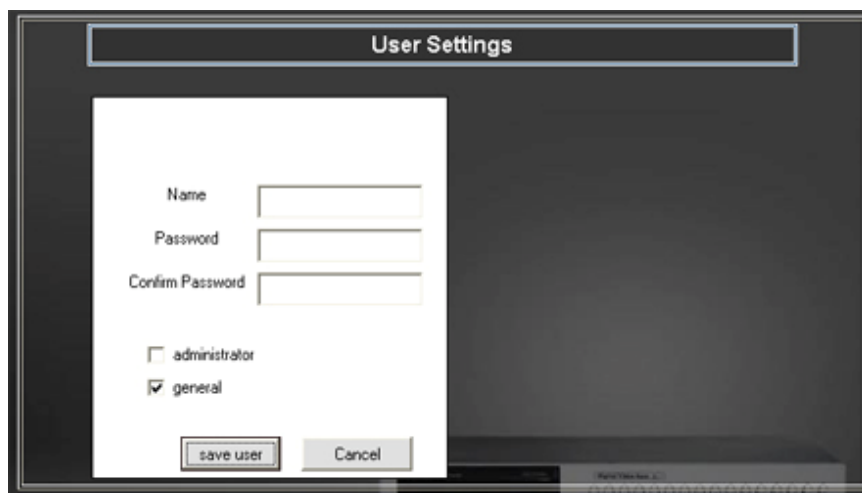 User Settings
Name
Password
Confirm Password
administrator
general
save user
Cancel